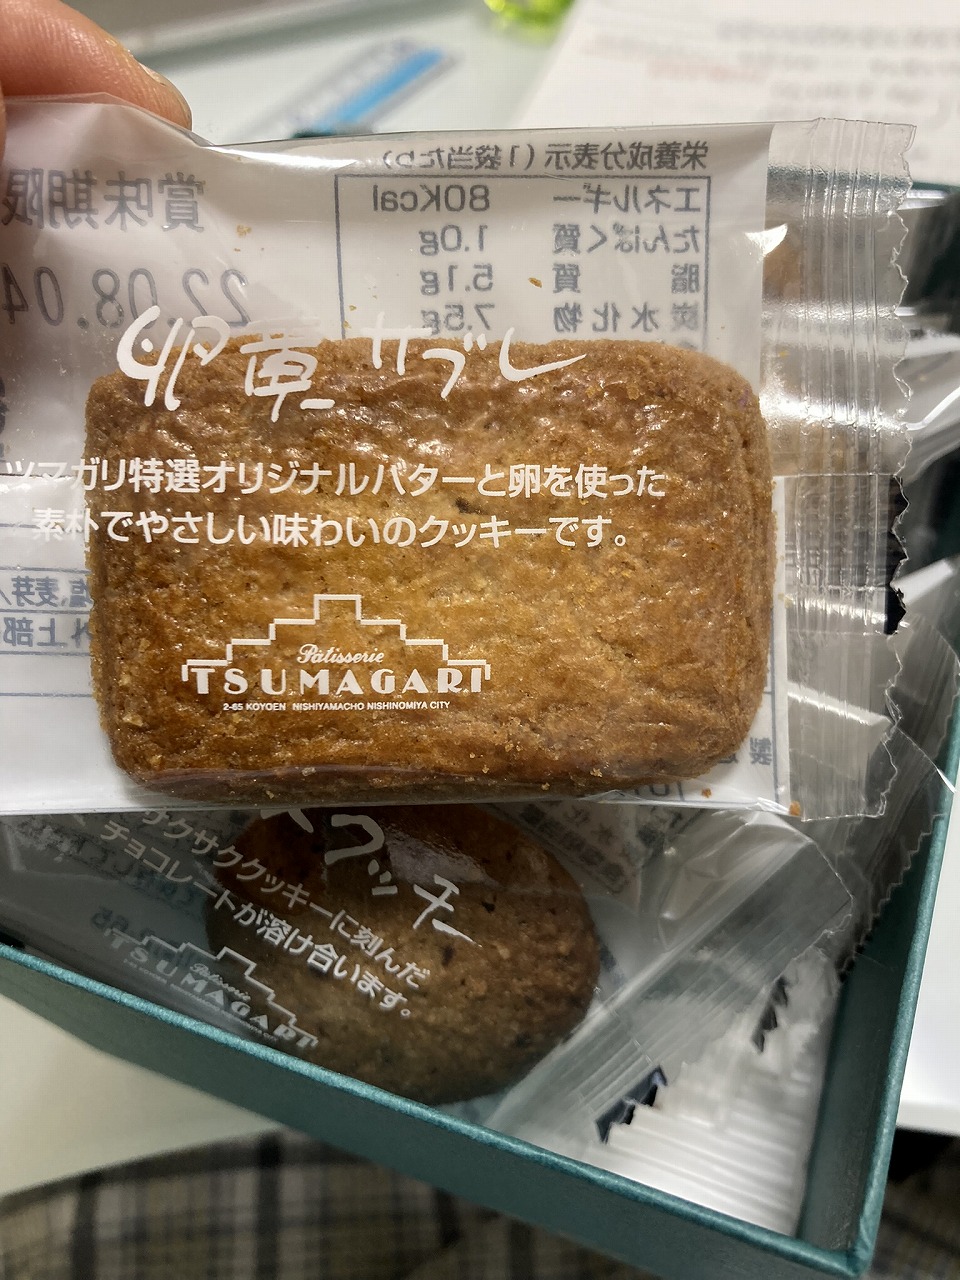 栄養成分表示(1袋当たり)
エネルギー 80Kcal
たんぱく質 1.0g
脂質 5.1g
炭水化物 7.5g
賞味期限
22.08.04
卵黄サブレ
ツマガリ特選オリジナルバターと卵を使った
素朴でやさしい味わいのクッキーです。
Pâtisserie
TSUMAGARI
2-65 KOYOEN NISHIYAMACHO NISHINOMIYA CITY
クッキー
サクサククッキーに刻んだ
チョコレートが溶け合います。
Pâtisserie
TSUMAGARI